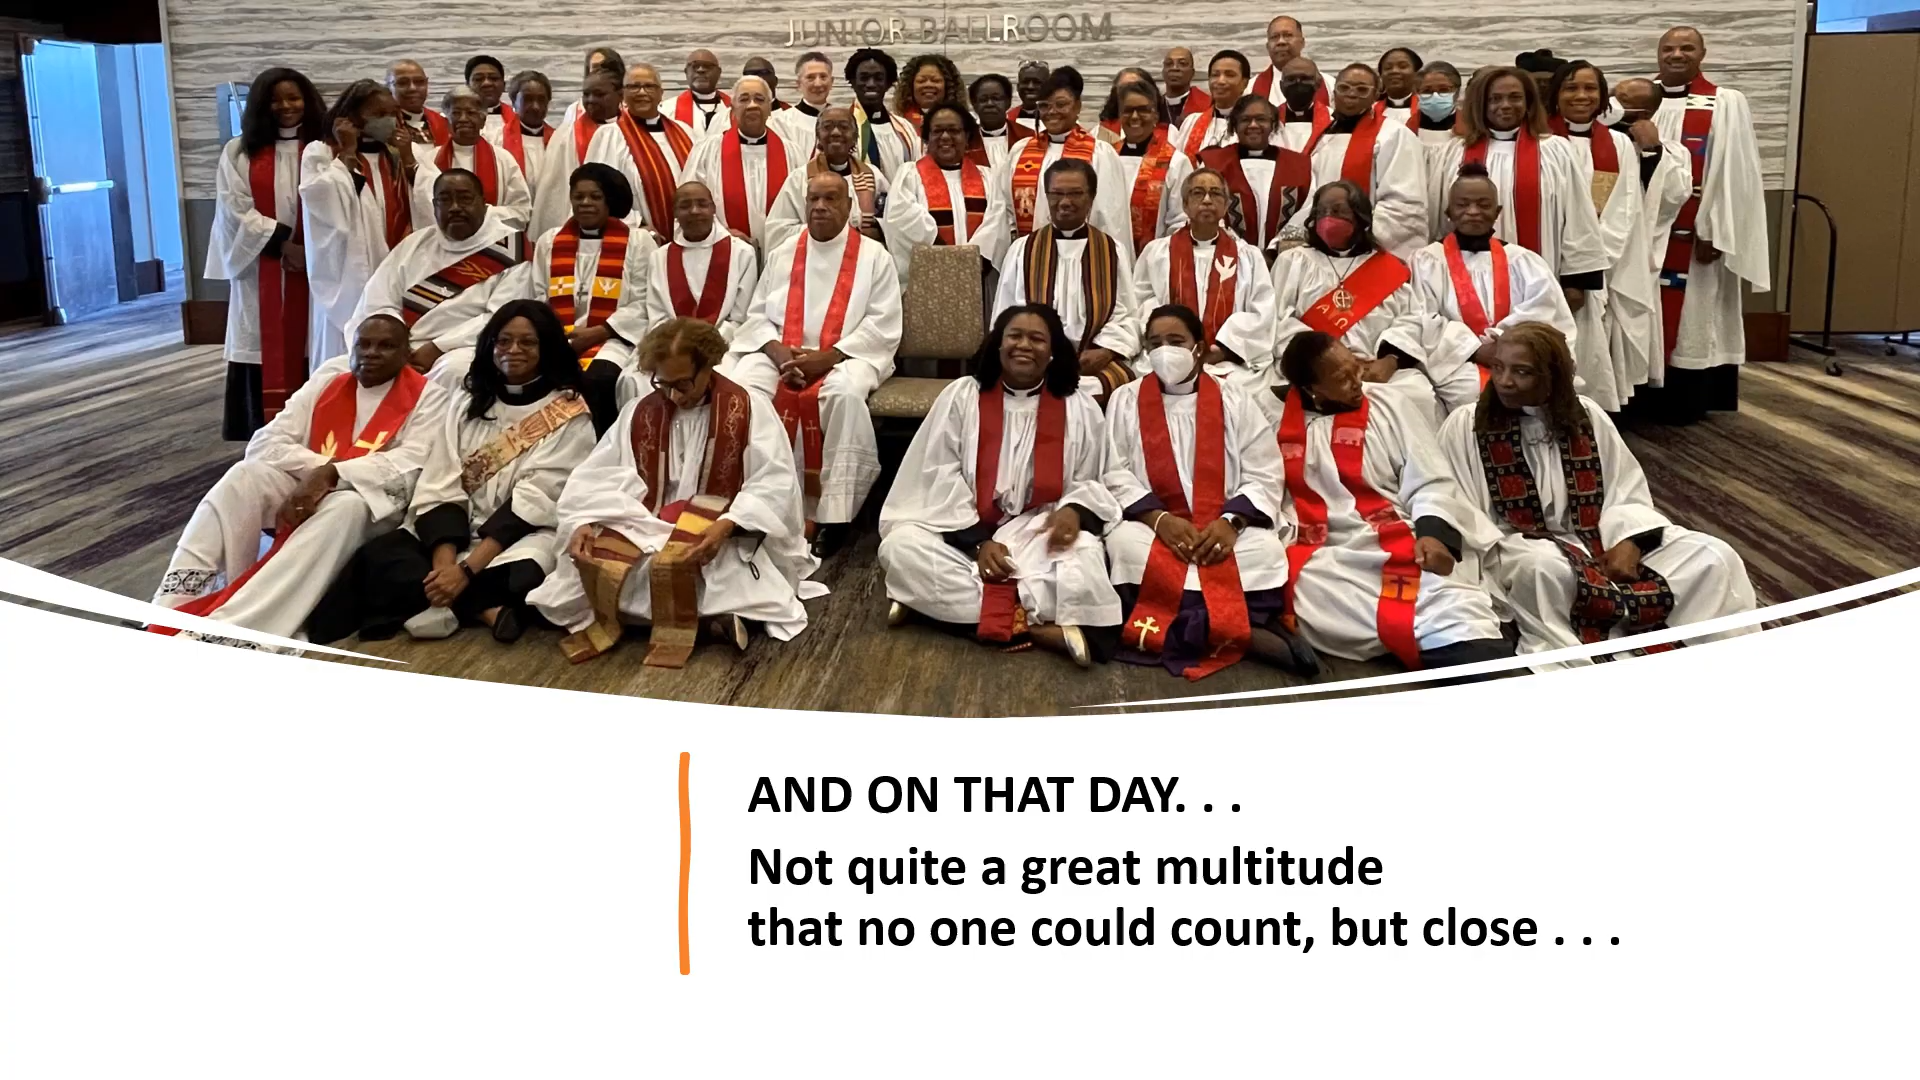 JUNIOR BALLROOM
AND ON THAT DAY. . .
Not quite a great multitude
that no one could count, but close . . .